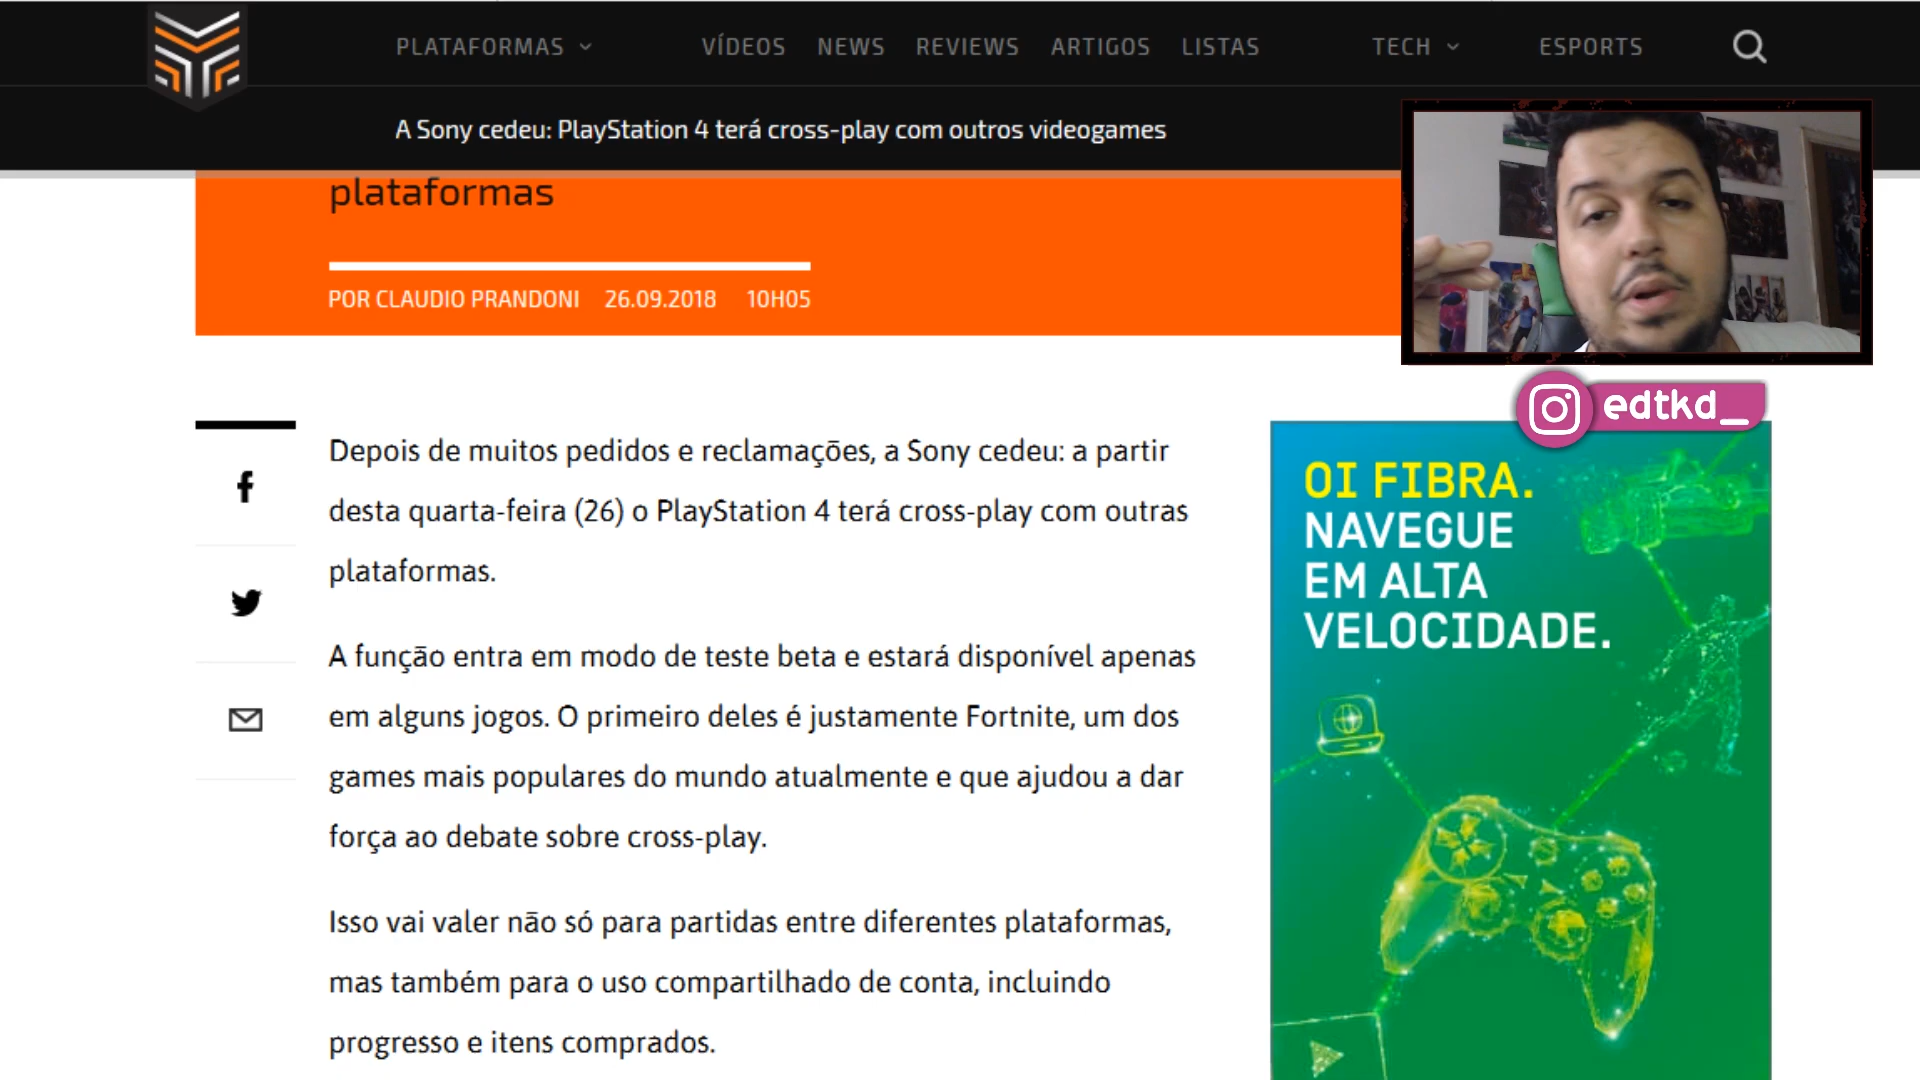 PLATAFORMAS VÍDEOS NEWS REVIEWS ARTIGOS LISTAS TECH ESPORTS
A Sony cedeu: PlayStation 4 terá cross-play com outros videogames
plataformas
POR CLAUDIO PRANDONI 26.09.2018 10H05
edtkd_
Depois de muitos pedidos e reclamações, a Sony cedeu: a partir
desta quarta-feira (26) o PlayStation 4 terá cross-play com outras
plataformas.
A função entra em modo de teste beta e estará disponível apenas
em alguns jogos. O primeiro deles é justamente Fortnite, um dos
games mais populares do mundo atualmente e que ajudou a dar
força ao debate sobre cross-play.
Isso vai valer não só para partidas entre diferentes plataformas,
mas também para o uso compartilhado de conta, incluindo
progresso e itens comprados.
OI FIBRA.
NAVEGUE
EM ALTA
VELOCIDADE.